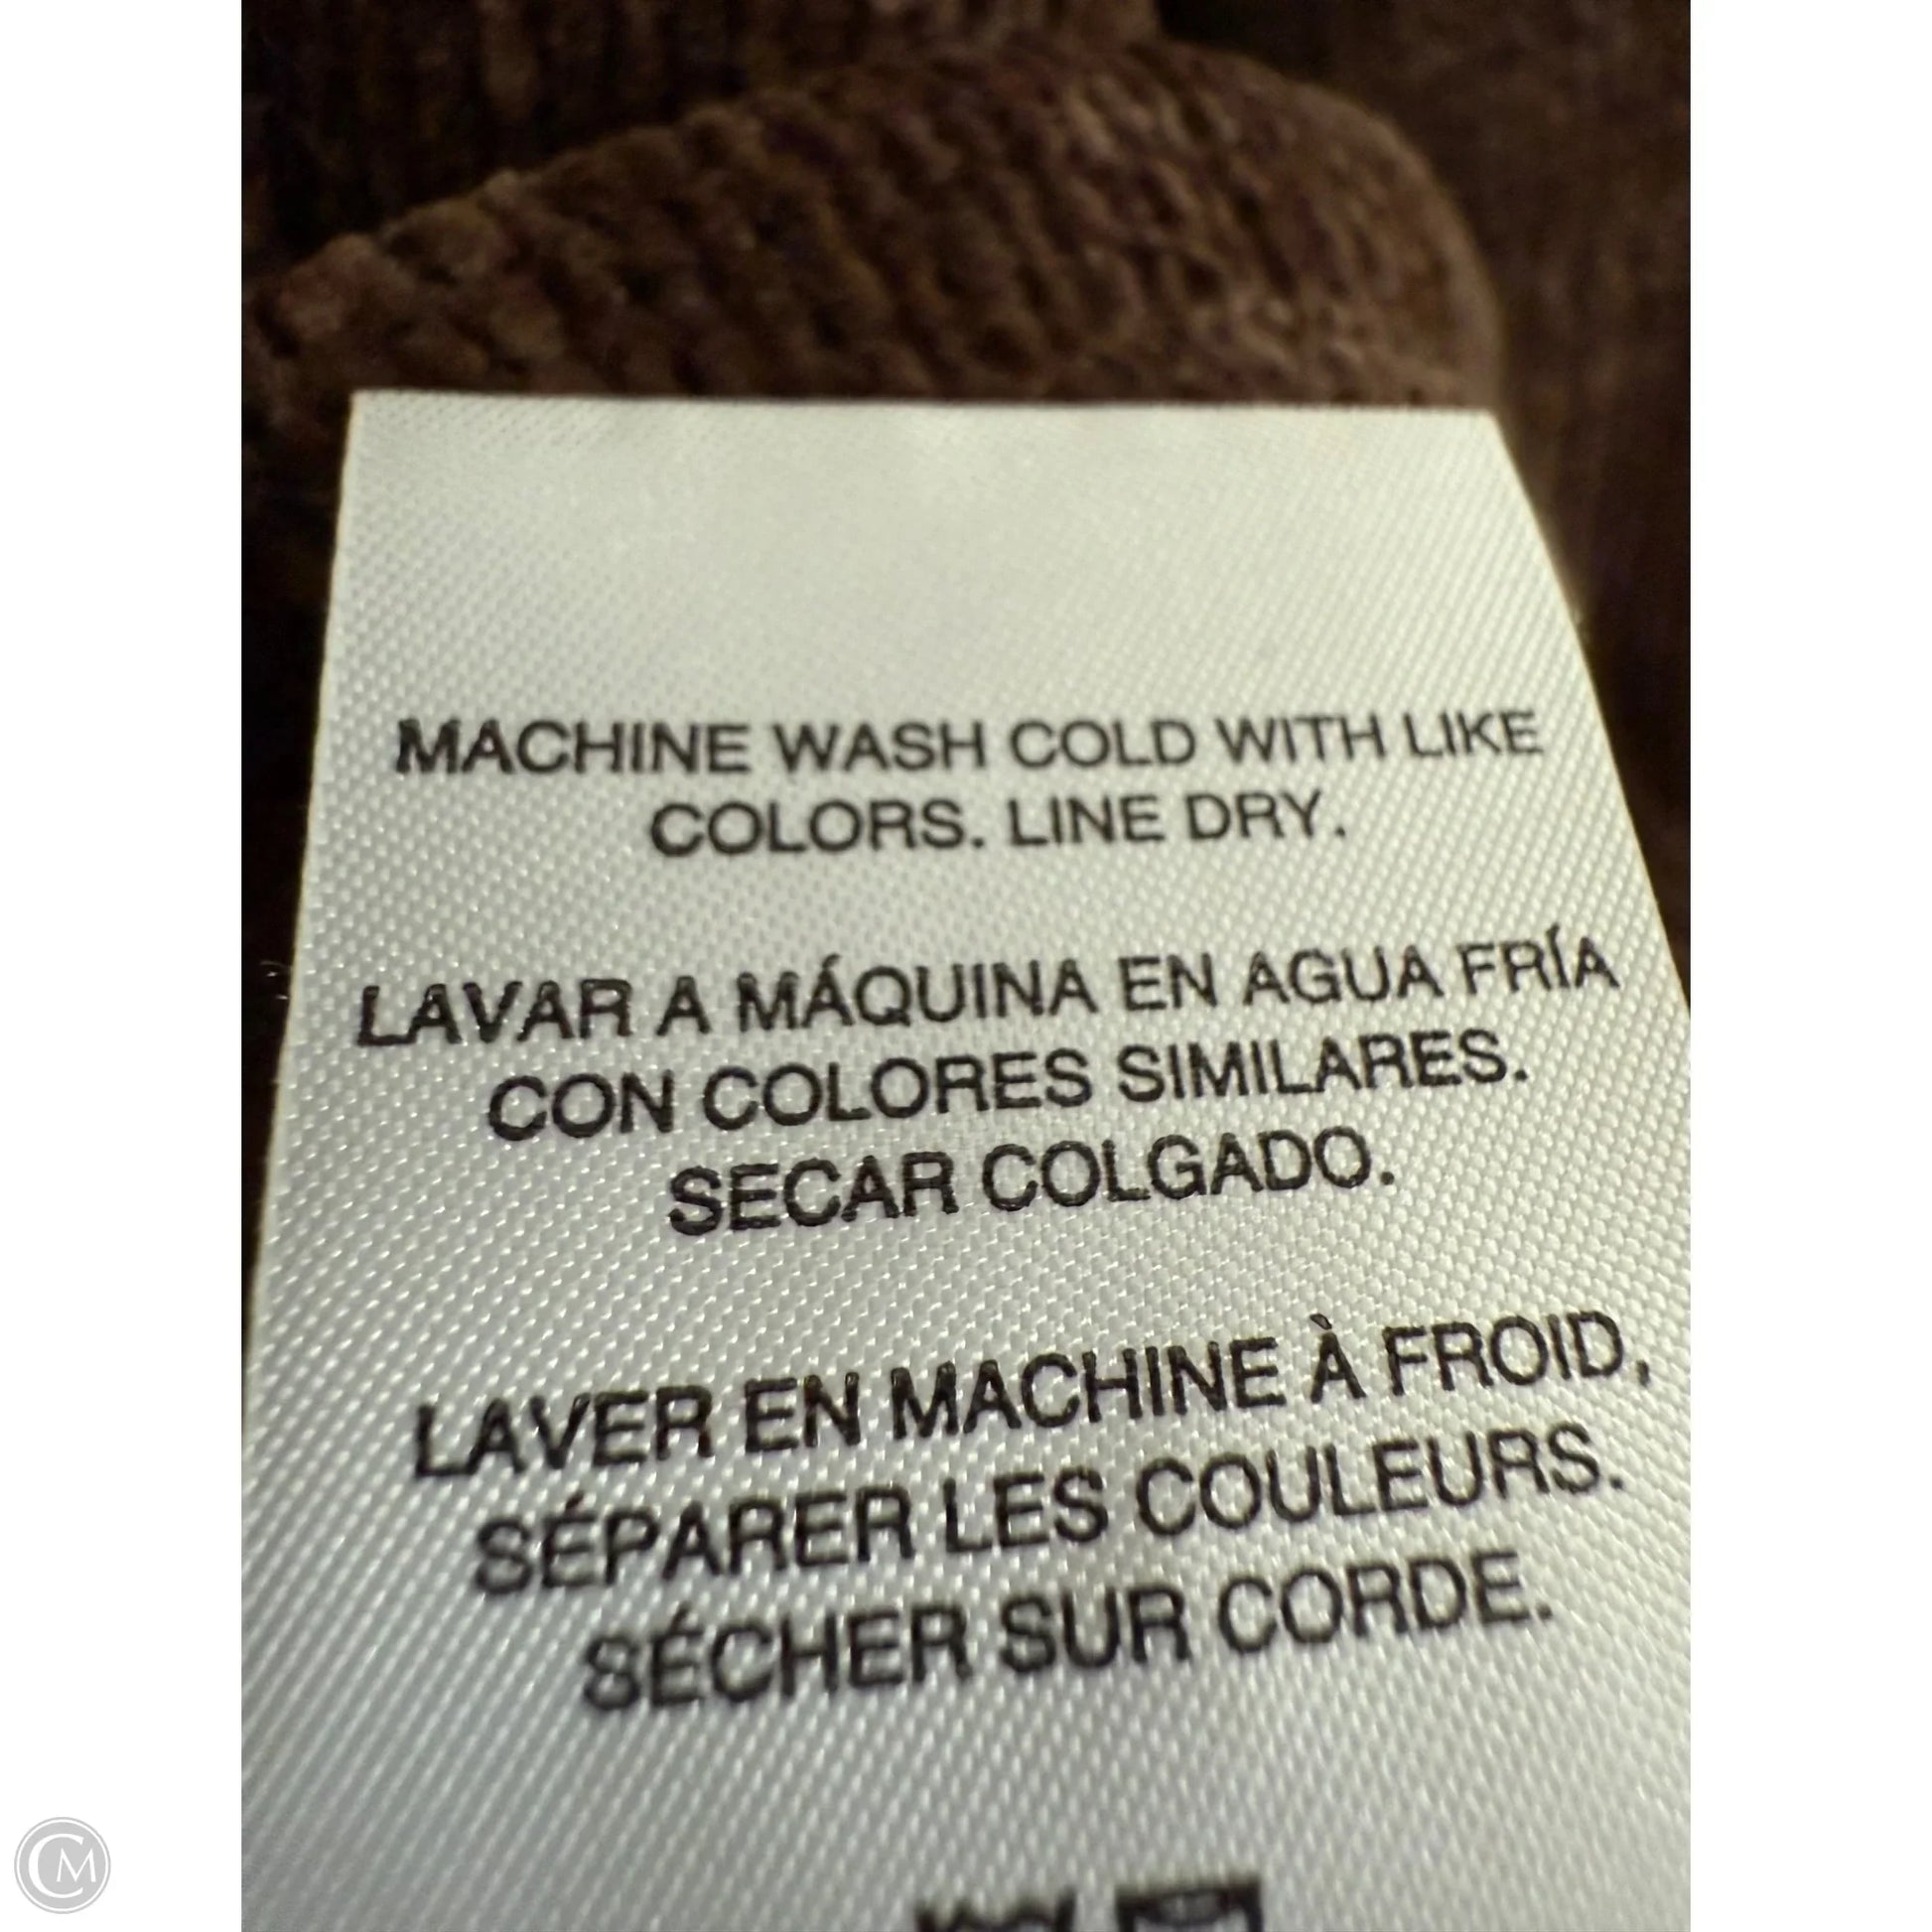 MACHINE WASH COLD WITH LIKE
COLORS. LINE DRY.
LAVAR A MÁQUINA EN AGUA FRÍA
CON COLORES SIMILARES.
SECAR COLGADO.
LAVER EN MACHINE À FROID,
SÉPARER LES COULEURS.
SÉCHER SUR CORDE.
CM